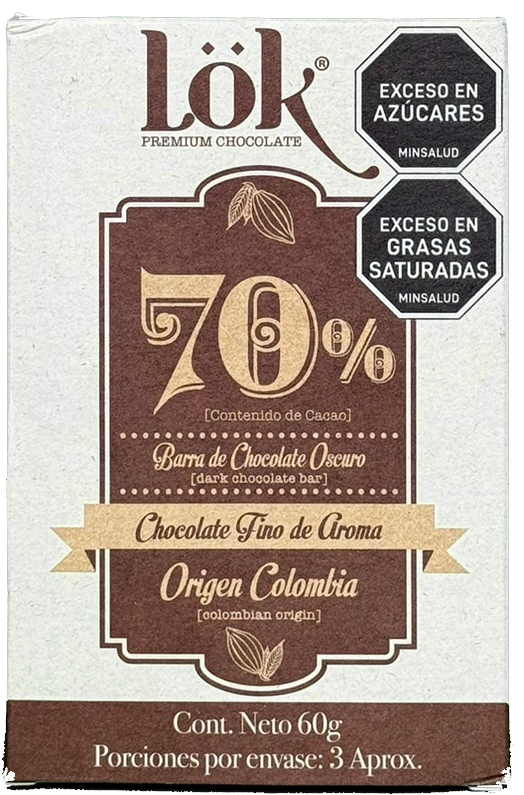 lök®
PREMIUM CHOCOLATE
EXCESO EN
AZÚCARES
MINSALUD
EXCESO EN
GRASAS
SATURADAS
MINSALUD
70%
[Contenido de Cacao]
Barra de Chocolate Oscuro
[dark chocolate bar]
Chocolate Fino de Aroma
Origen Colombia
[colombian origin]
Cont. Neto 60g
Porciones por envase: 3 Aprox.